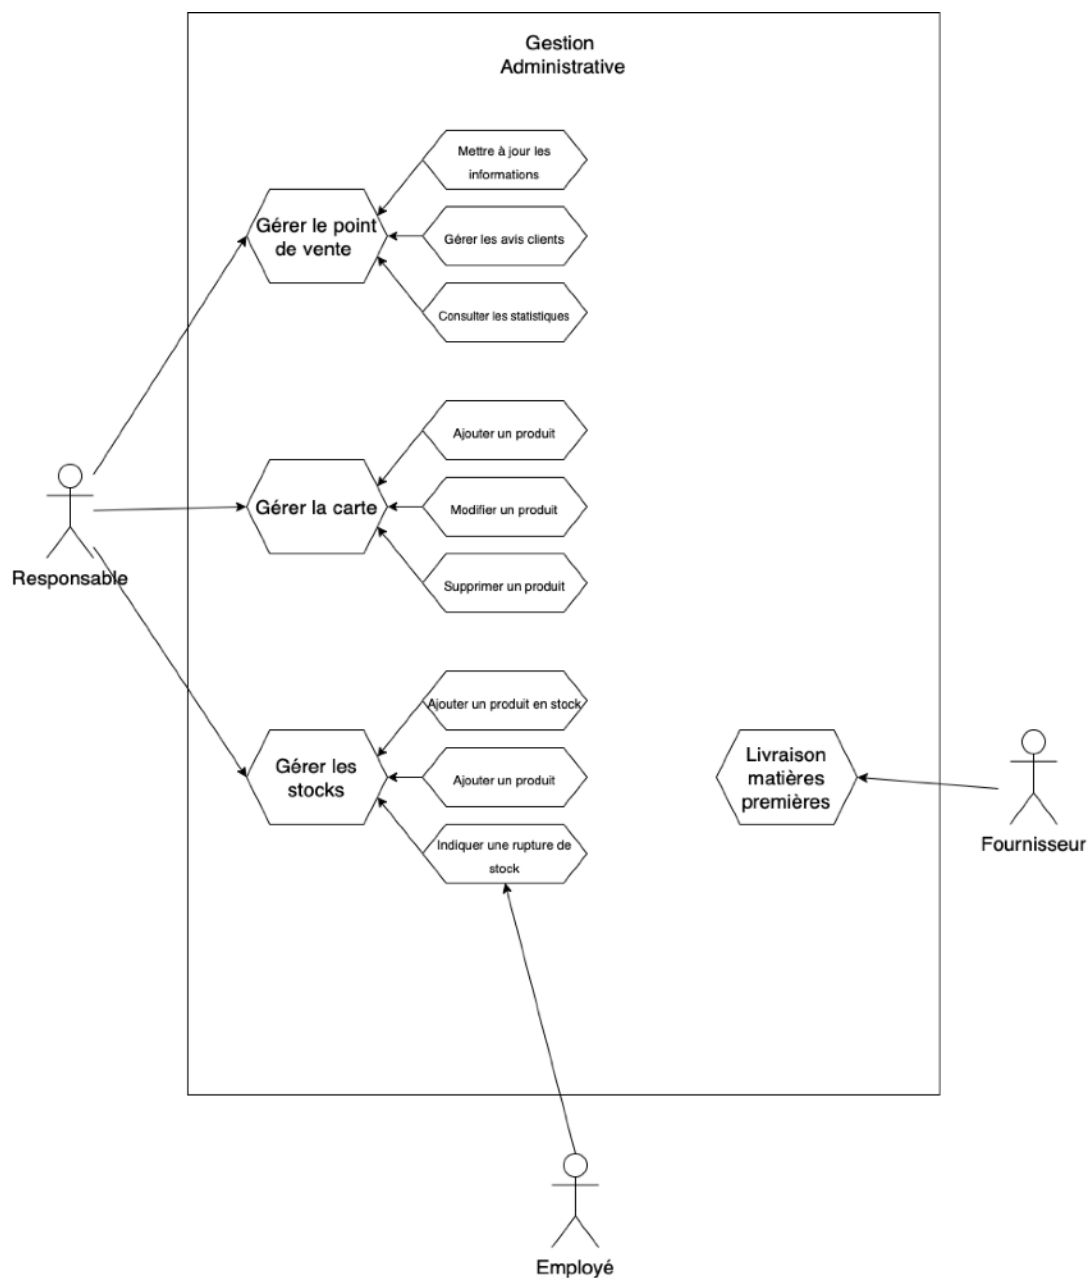 Gestion
Administrative
Mettre à jour les
informations
Gérer le point
de vente
Gérer les avis clients
Consulter les statistiques
Ajouter un produit
Gérer la carte
Modifier un produit
Supprimer un produit
Responsable
Ajouter un produit en stock
Gérer les
stocks
Ajouter un produit
Indiquer une rupture de
stock
Livraison
matières
premières
Fournisseur
Employé